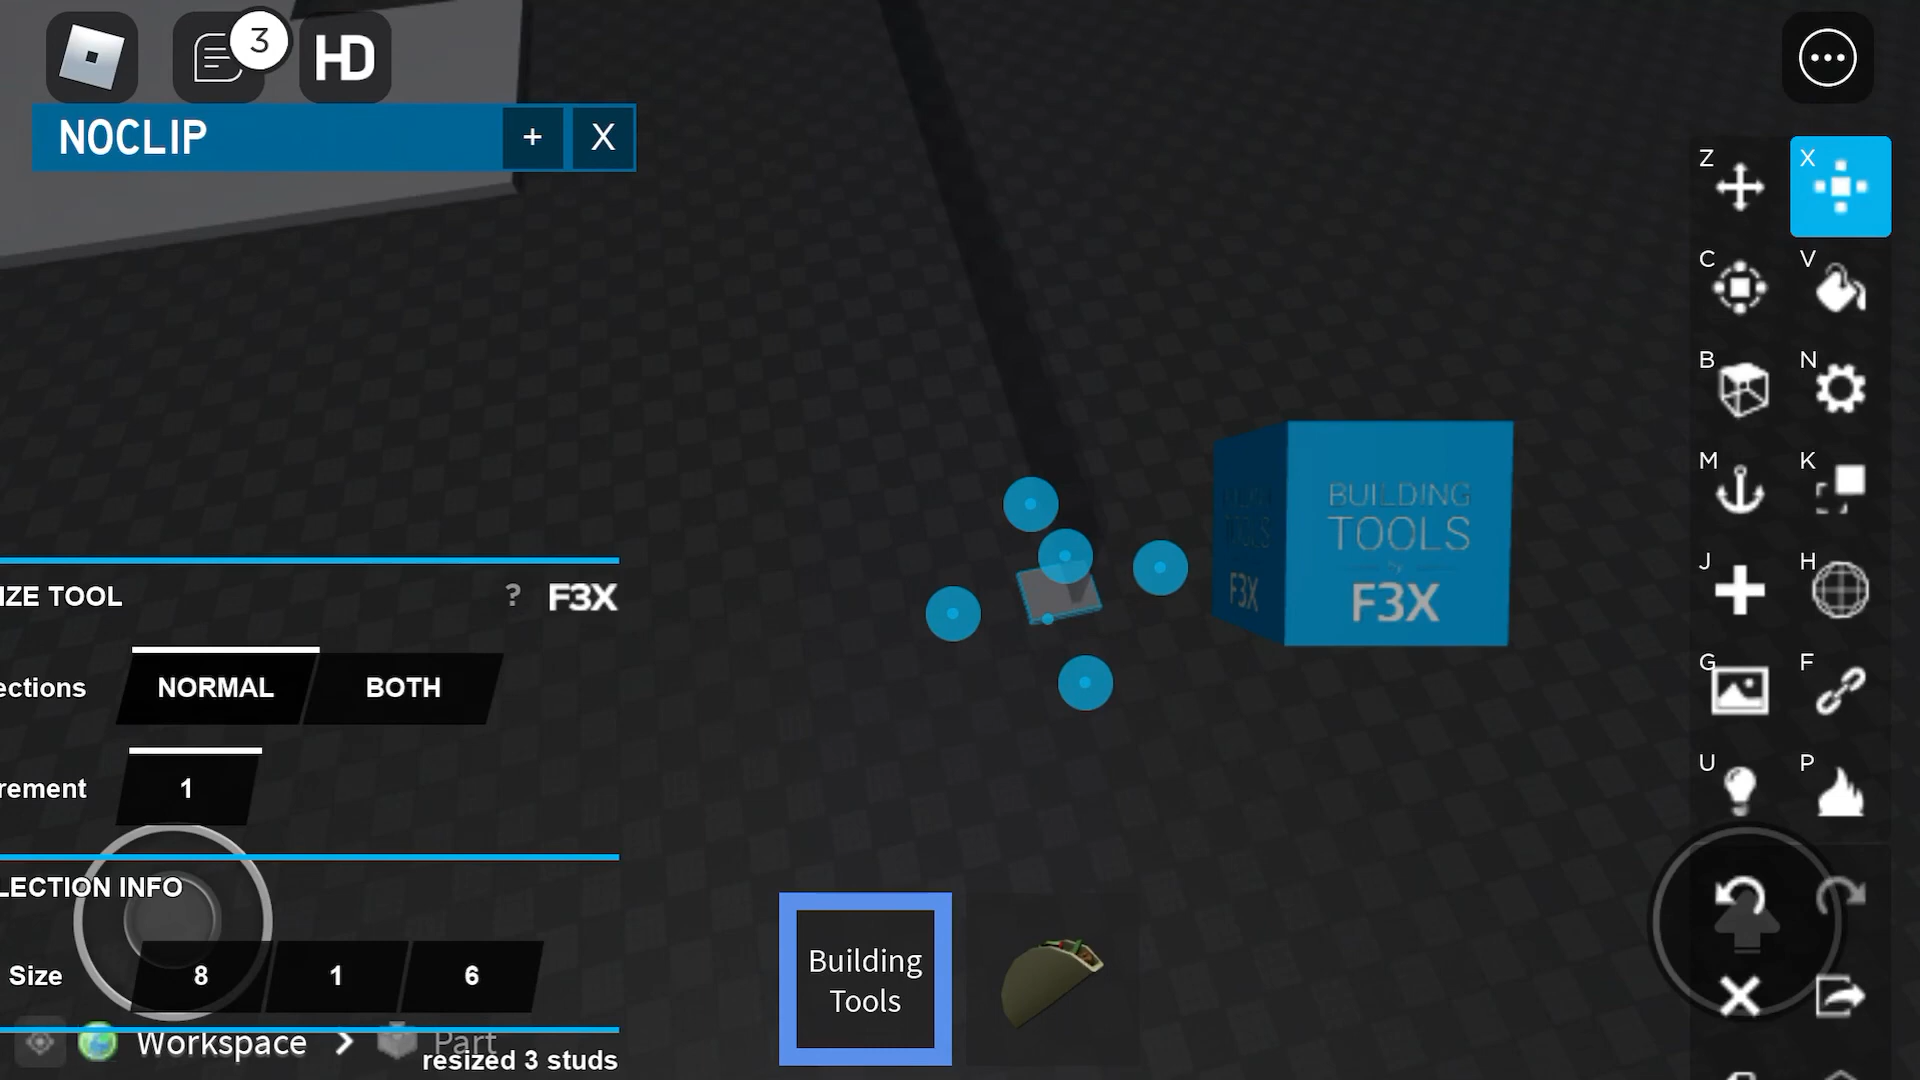 3
HD
NOCLIP
+
X
Z
X
C
V
B
N
M
K
J
H
G
F
U
P
BUILDING
TOOLS
BY
F3X
F3X
IZE TOOL
?
F3X
ections
NORMAL
BOTH
rement
1
LECTION INFO
Size
8
1
6
Workspace
>
Part
resized 3 studs
Building
Tools